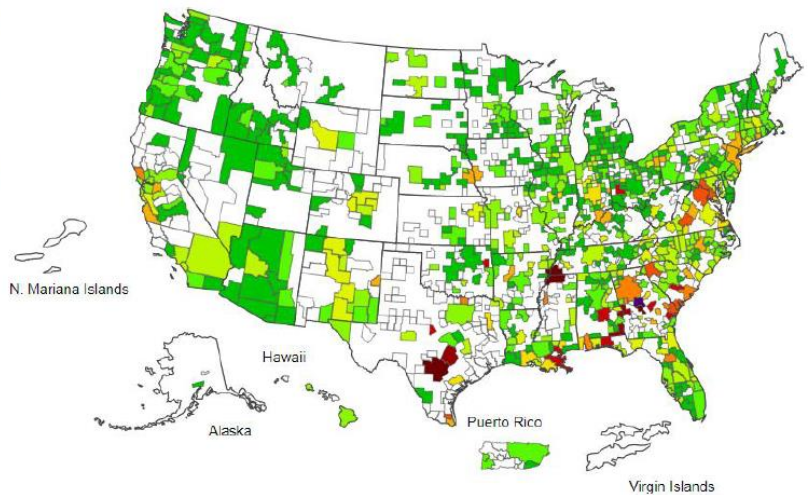 N. Mariana Islands
Hawaii
Alaska
Puerto Rico
Virgin Islands